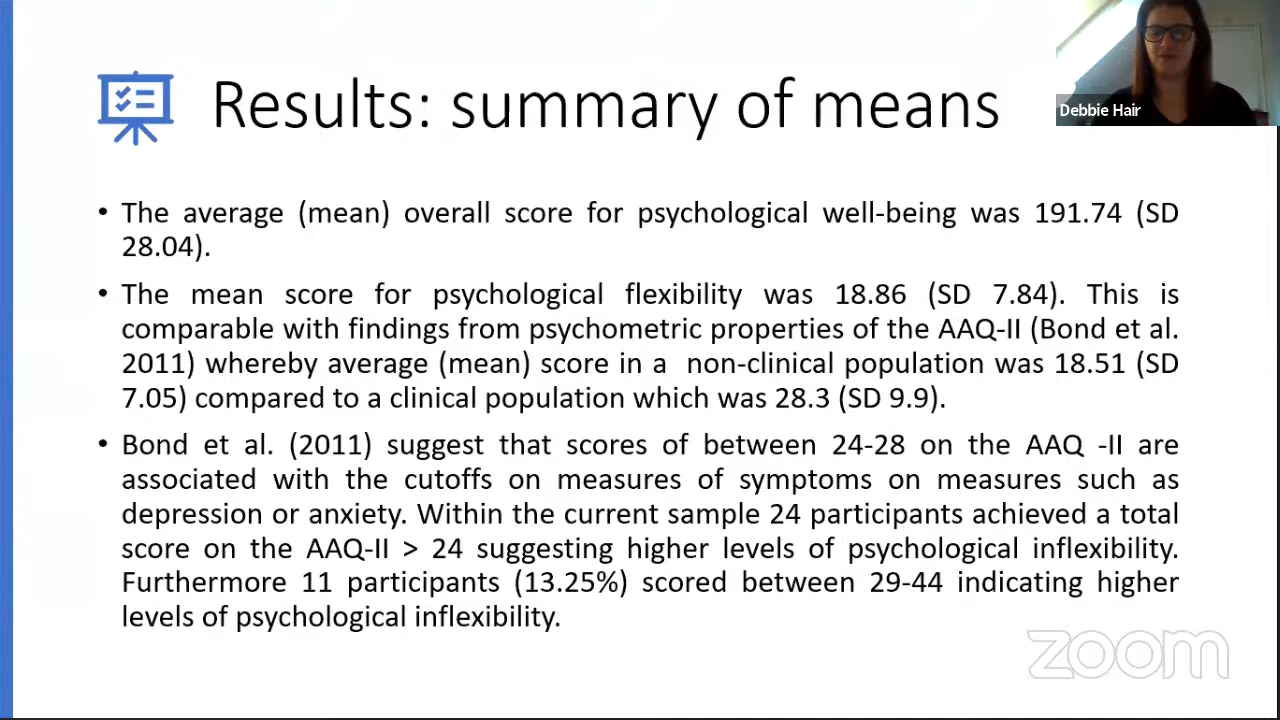 Results: summary of means
Debbie Hair
• The average (mean) overall score for psychological well-being was 191.74 (SD
28.04).
• The mean score for psychological flexibility was 18.86 (SD 7.84). This is
comparable with findings from psychometric properties of the AAQ-II (Bond et al.
2011) whereby average (mean) score in a non-clinical population was 18.51 (SD
7.05) compared to a clinical population which was 28.3 (SD 9.9).
• Bond et al. (2011) suggest that scores of between 24-28 on the AAQ -II are
associated with the cutoffs on measures of symptoms on measures such as
depression or anxiety. Within the current sample 24 participants achieved a total
score on the AAQ-II > 24 suggesting higher levels of psychological inflexibility.
Furthermore 11 participants (13.25%) scored between 29-44 indicating higher
levels of psychological inflexibility.
zoom